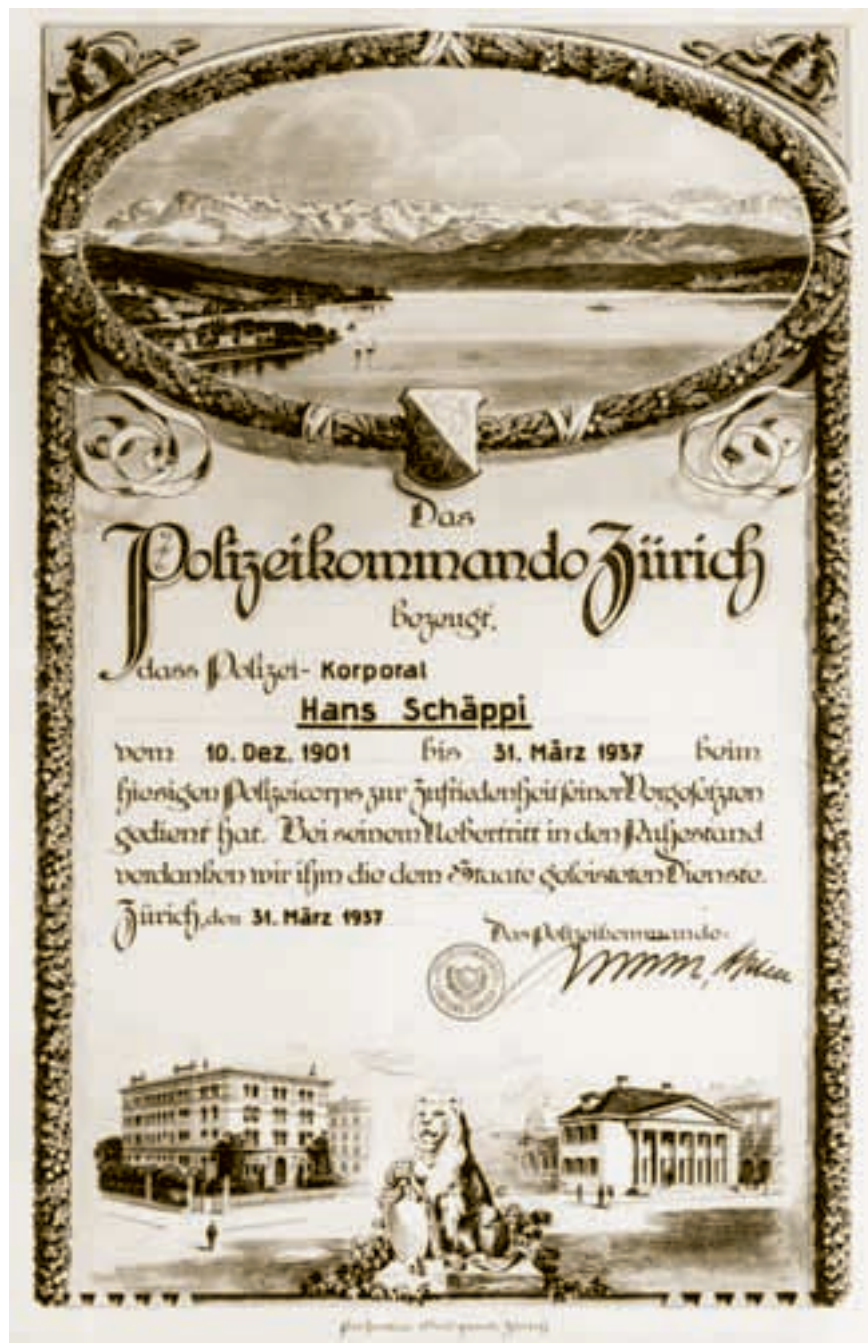 Das
Polizeikommando Zürich
bezeugt,
dass Polizei- Korporal
Hans Schäppi
vom 10. Dez. 1901 bis 31. März 1937 beim
hiesigen Polizeicorps zur Zufriedenheit seiner Vorgesetzten
gedient hat. Bei seinem Uebertritt in den Ruhestand
verdanken wir ihm die dem Staate geleisteten Dienste.
Zürich, den 31. März 1937
Das Polizeikommando: